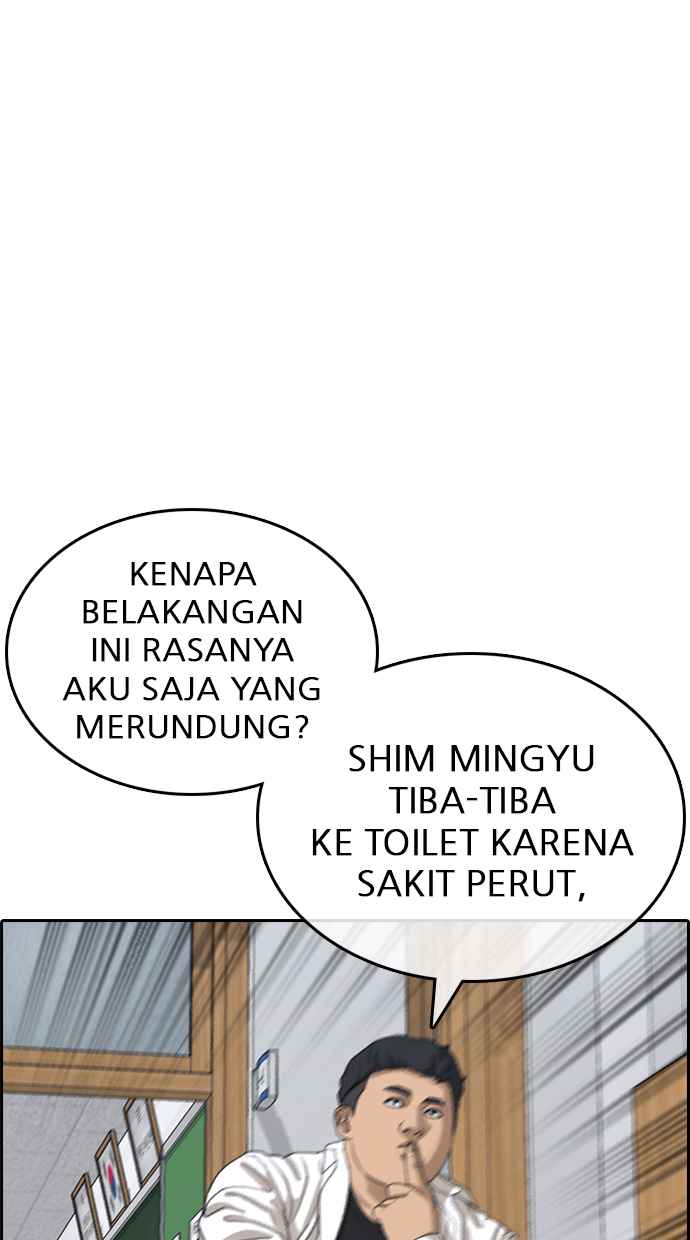 KENAPA
BELAKANGAN
INI RASANYA
AKU SAJA YANG
MERUNDUNG?
SHIM MINGYU
TIBA-TIBA
KE TOILET KARENA
SAKIT PERUT,